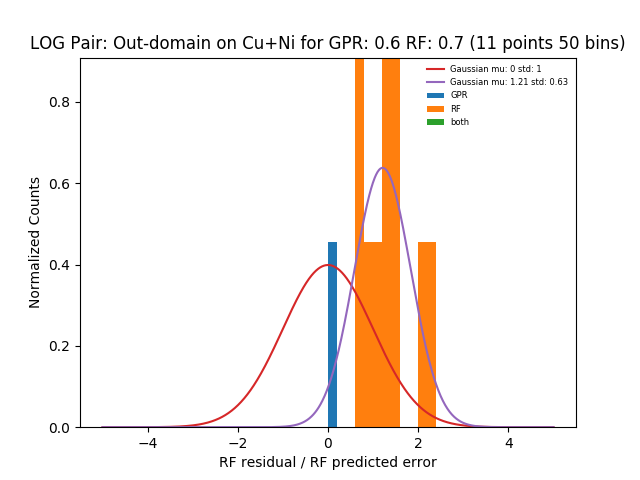 LOG Pair: Out-domain on Cu+Ni for GPR: 0.6 RF: 0.7 (11 points 50 bins)
Gaussian mu: 0 std: 1
Gaussian mu: 1.21 std: 0.63
GPR
RF
both
Normalized Counts
0.8
0.6
0.4
0.2
0.0
−4 −2 0 2 4
RF residual / RF predicted error